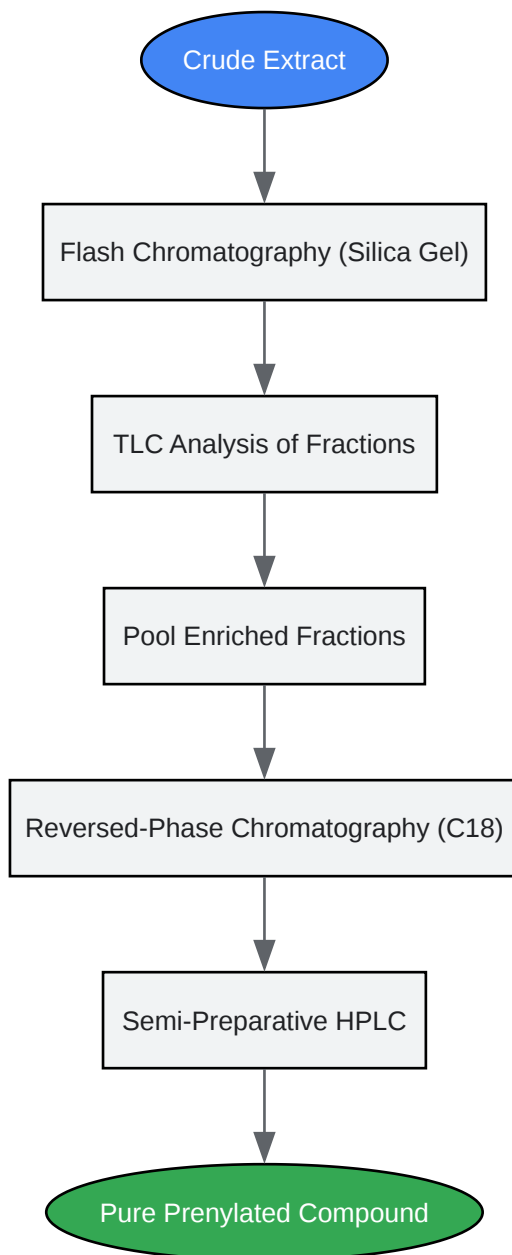 Crude Extract
Flash Chromatography (Silica Gel)
TLC Analysis of Fractions
Pool Enriched Fractions
Reversed-Phase Chromatography (C18)
Semi-Preparative HPLC
Pure Prenylated Compound